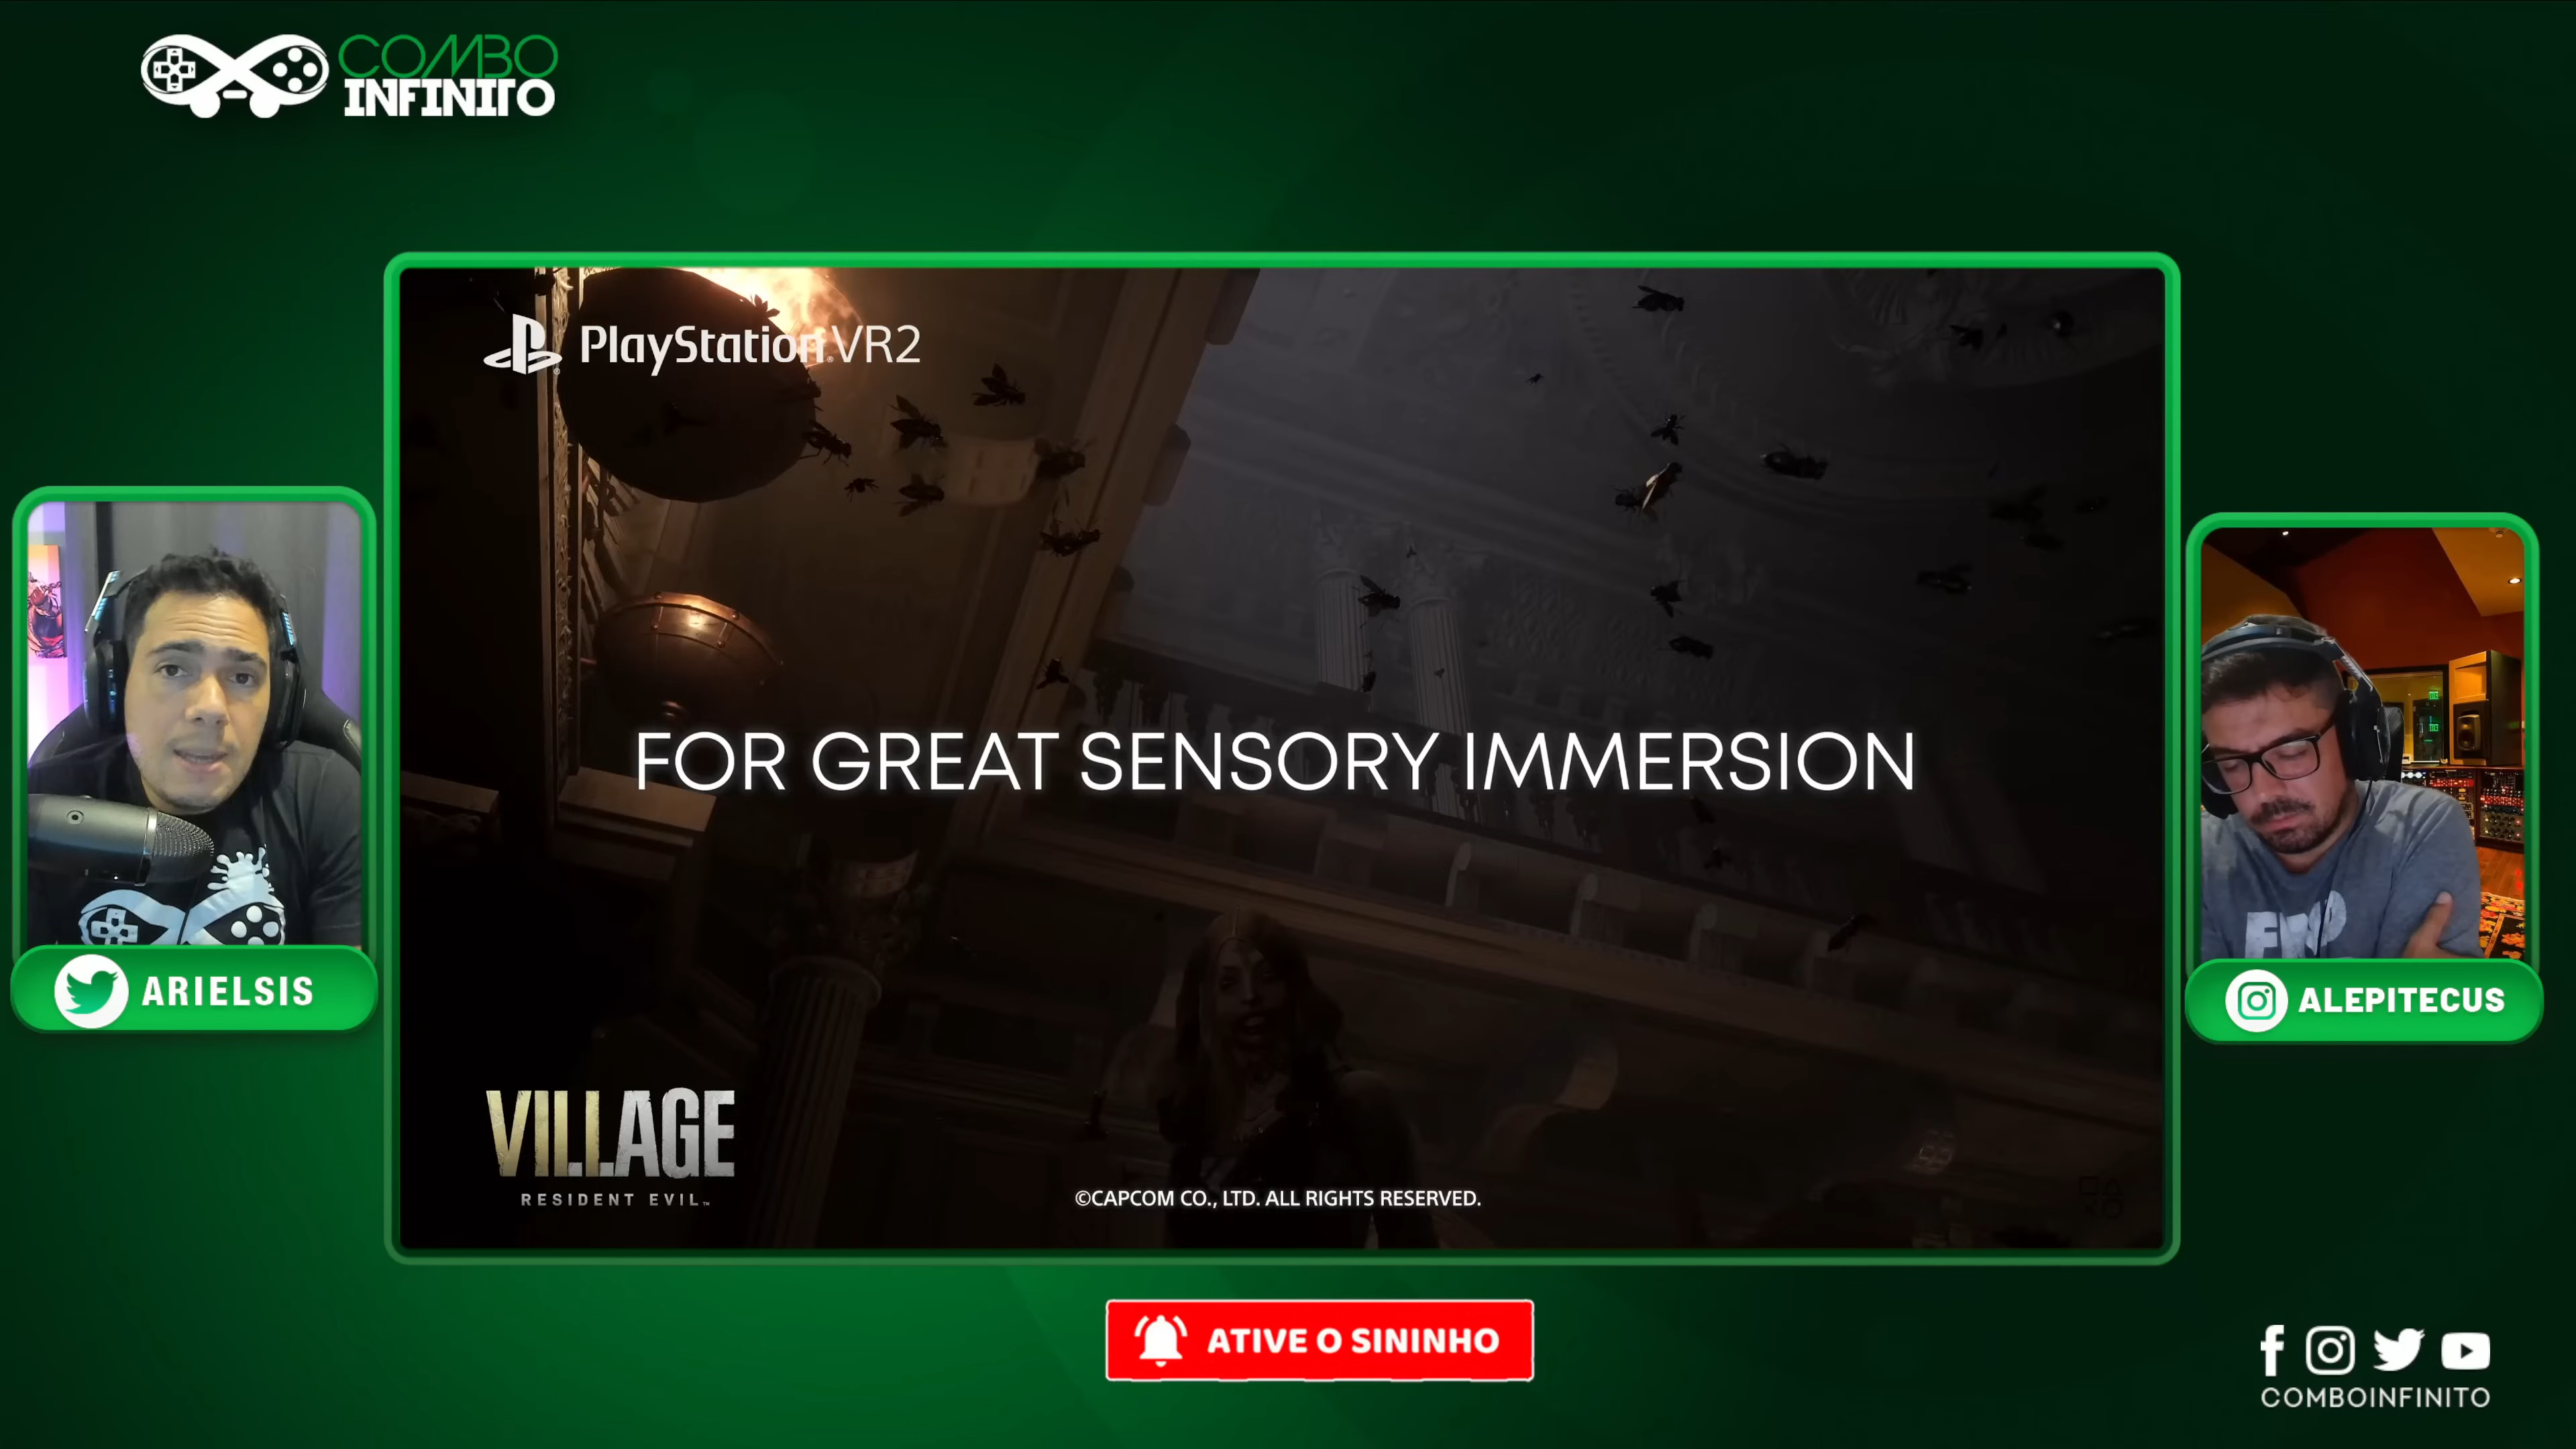 COMBO
INFINITO
PlayStation®VR2
FOR GREAT SENSORY IMMERSION
ARIELSIS
ALEPITECUS
VILLAGE
RESIDENT EVIL™
©CAPCOM CO., LTD. ALL RIGHTS RESERVED.
ATIVE O SININHO
COMBOINFINITO